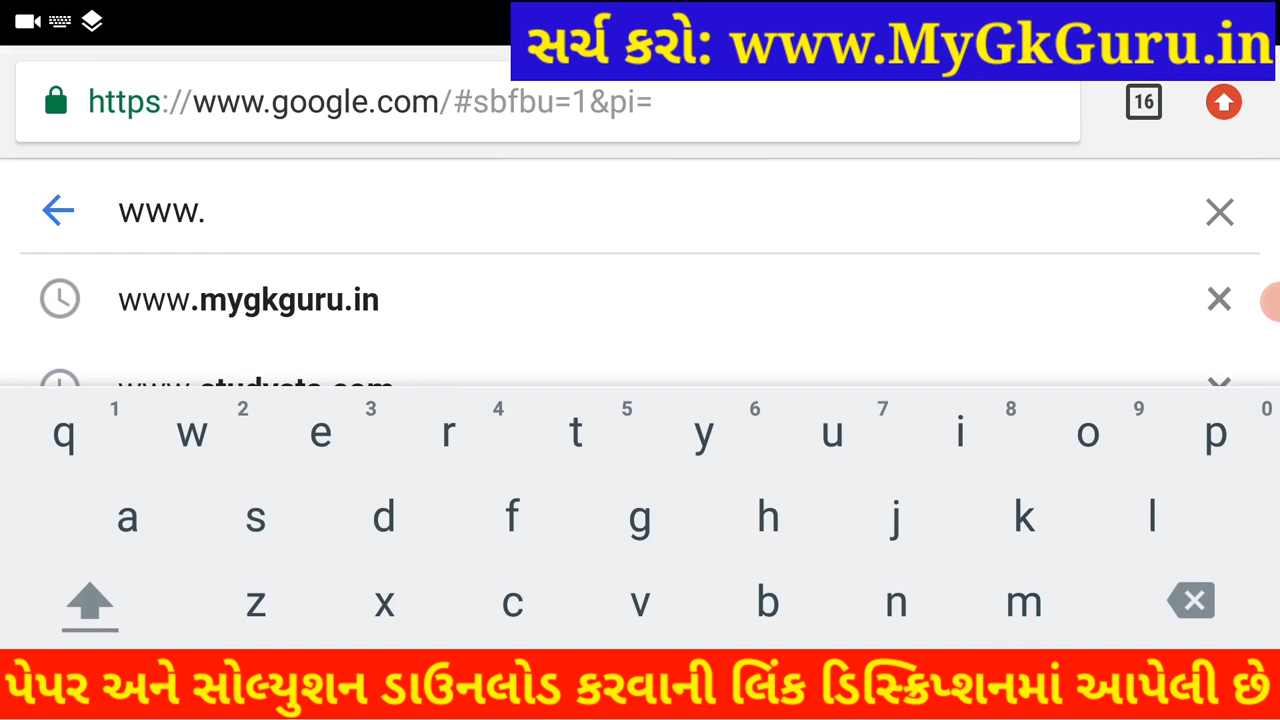 સર્ચ કરો: www.MyGkGuru.in
https://www.google.com/#sbfbu=1&pi=
16
www.
www.mygkguru.in
1 2 3 4 5 6 7 8 9 0
q w e r t y u i o p
a s d f g h j k l
z x c v b n m
પેપર અને સોલ્યુશન ડાઉનલોડ કરવાની લિંક ડિસ્ક્રિપ્શનમાં આપેલી છે